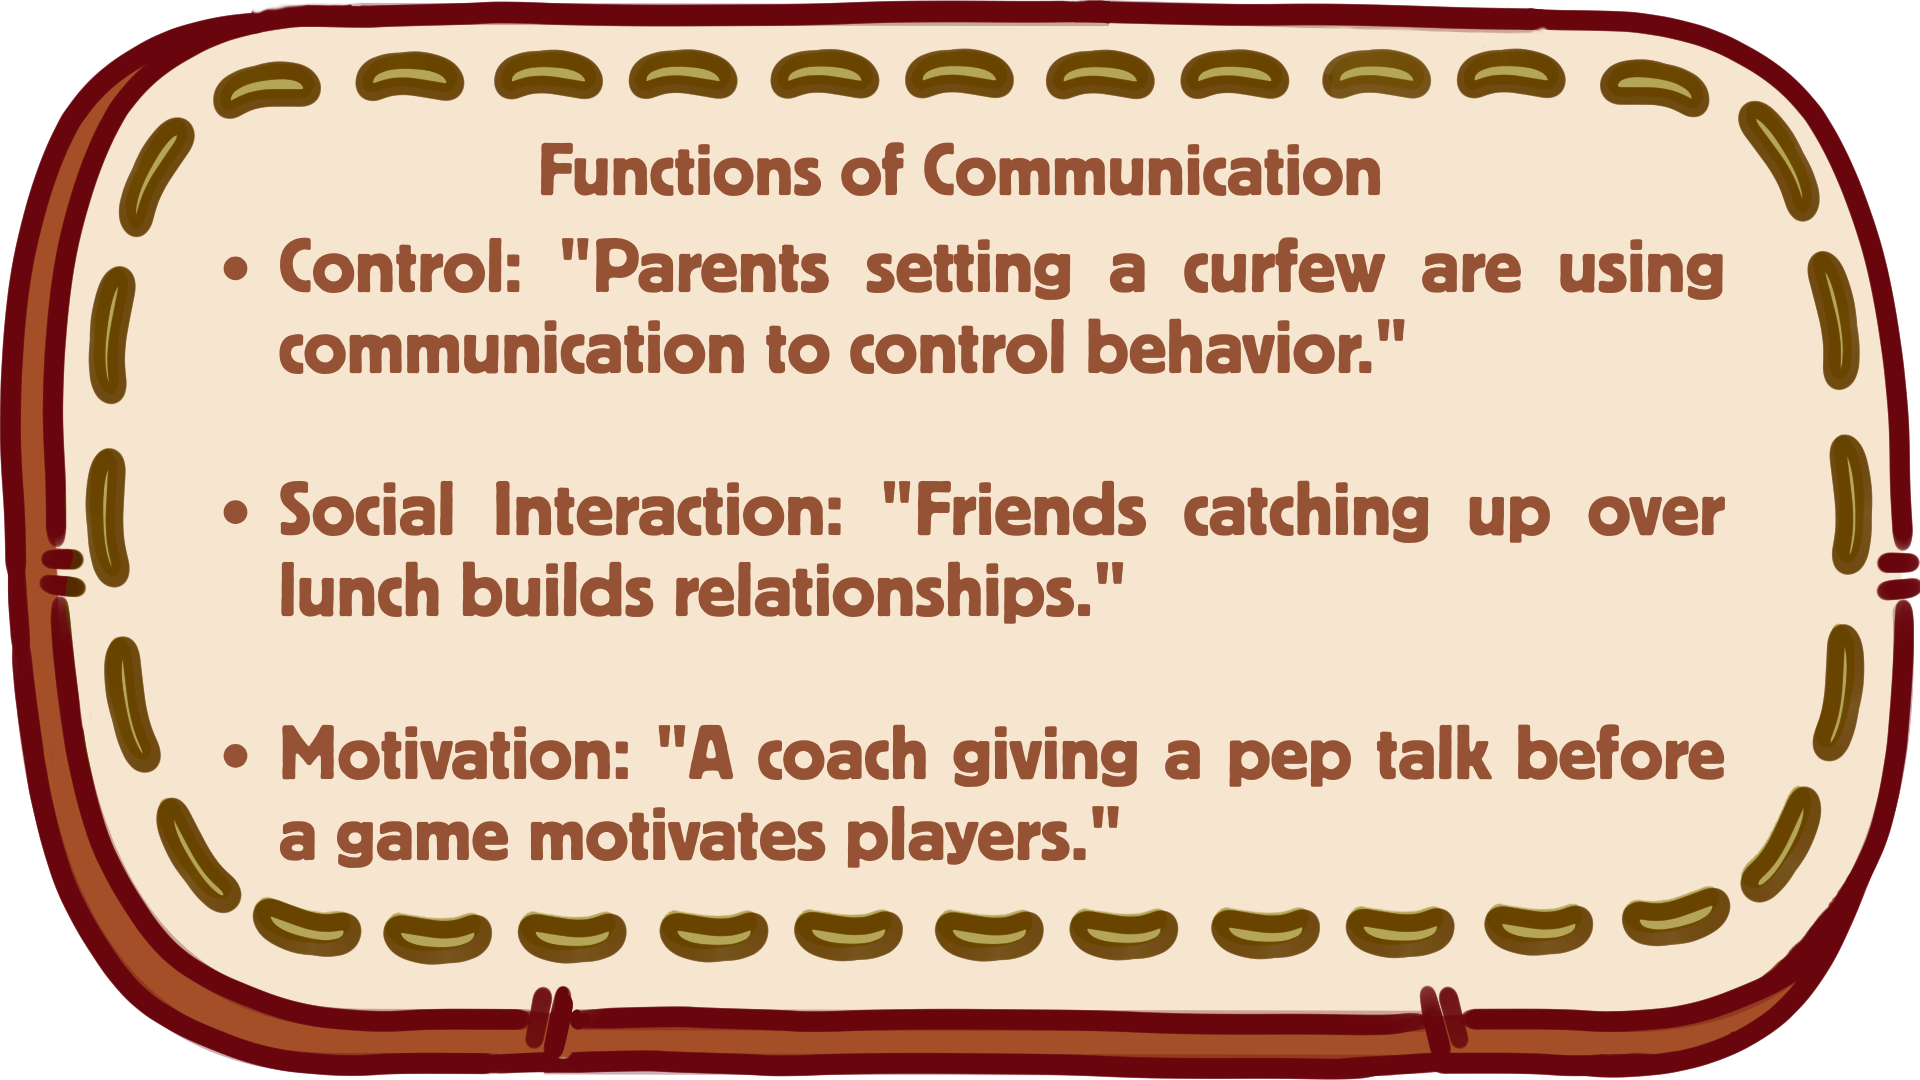 Functions of Communication
• Control: "Parents setting a curfew are using
communication to control behavior."
• Social Interaction: "Friends catching up over
lunch builds relationships."
• Motivation: "A coach giving a pep talk before
a game motivates players."